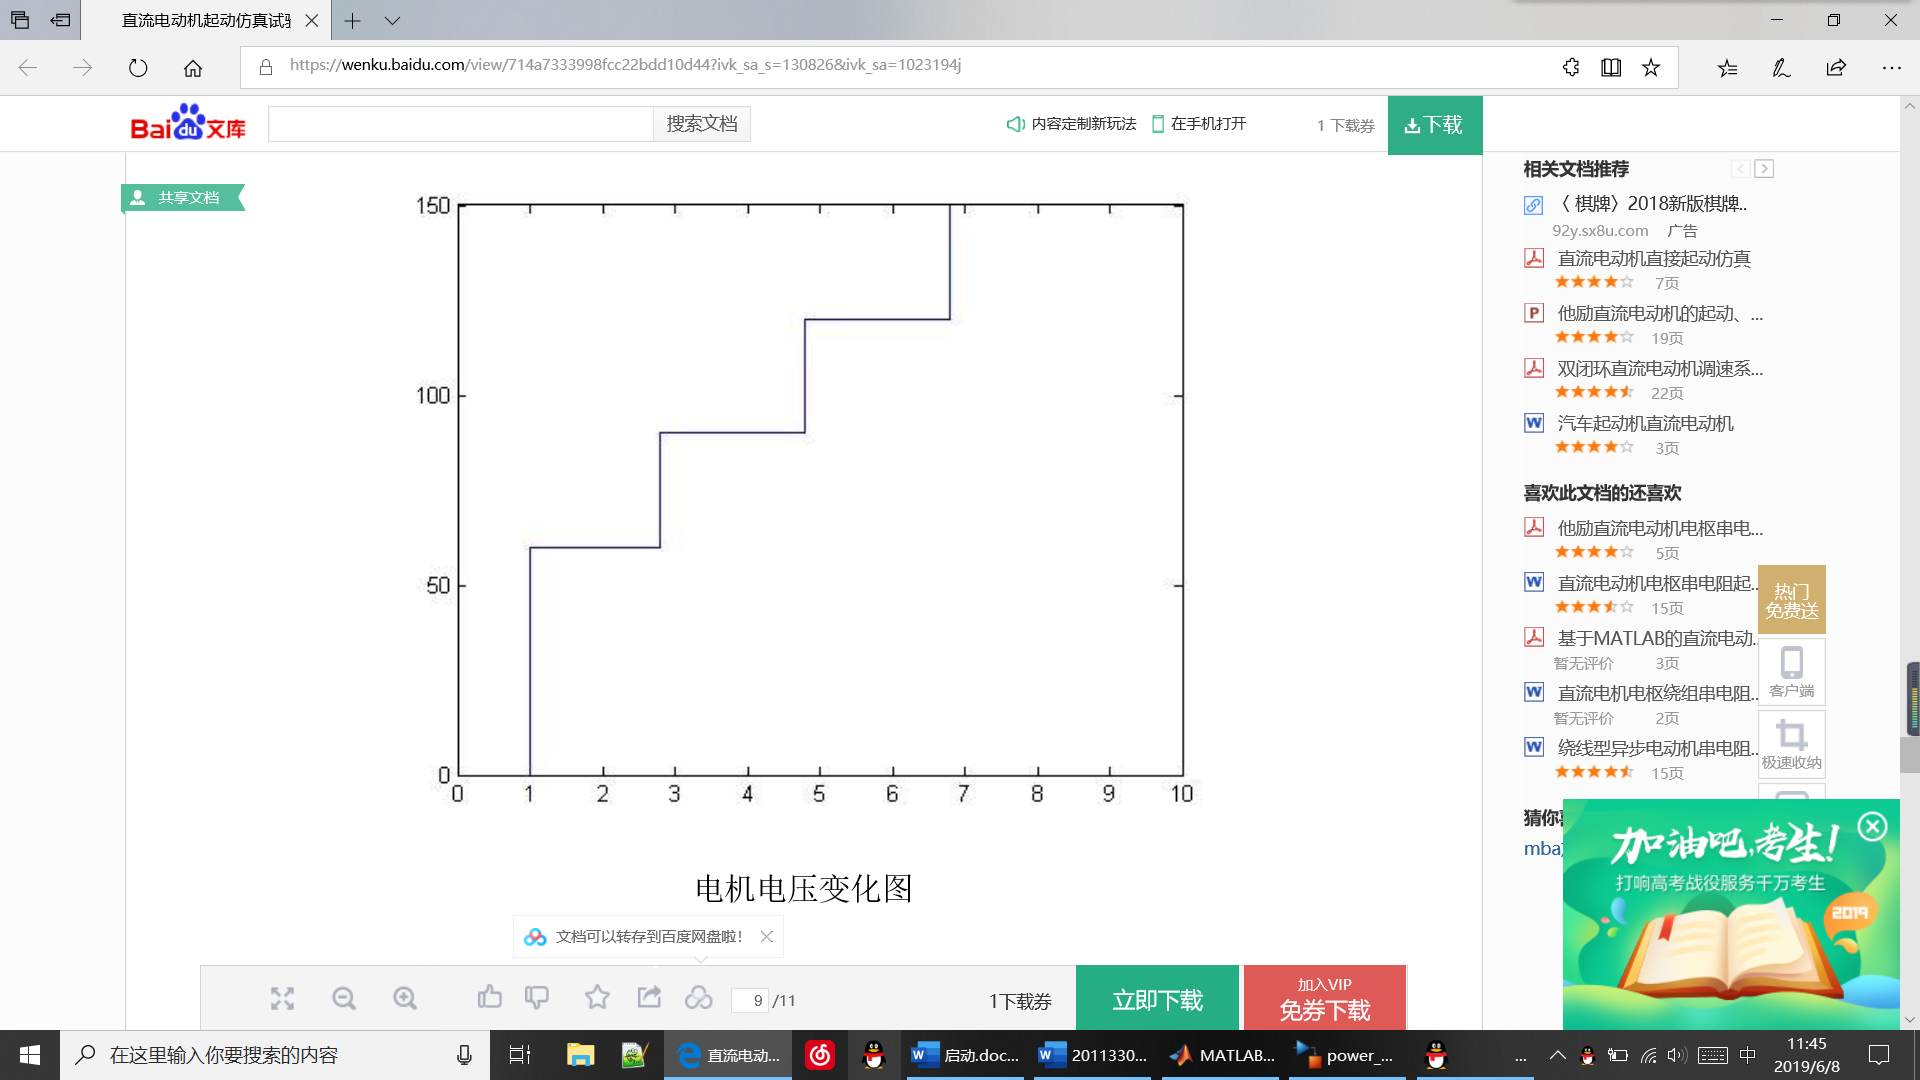 直流电动机起动仿真试验
https://wenku.baidu.com/view/714a7333998fcc22bdd10d44?ivk_sa_s=130826&ivk_sa=1023194j
Baidu文库
搜索文档
内容定制新玩法
在手机打开
1 下载券
下载
共享文档
150
100
50
0
0 1 2 3 4 5 6 7 8 9 10
电机电压变化图
文档可以转存到百度网盘啦!
9 /11
1下载券
立即下载
加入VIP
免券下载
相关文档推荐
〈 棋牌〉2018新版棋牌..
92y.sx8u.com 广告
直流电动机直接起动仿真
7页
他励直流电动机的起动、...
19页
双闭环直流电动机调速系...
22页
汽车起动机直流电动机
3页
喜欢此文档的还喜欢
他励直流电动机电枢串电...
5页
直流电动机电枢串电阻起..
15页
基于MATLAB的直流电动..
暂无评价 3页
直流电机电枢绕组串电阻..
暂无评价 2页
绕线型异步电动机串电阻..
15页
猜你
mba
热门
免费送
客户端
极速收纳
加油吧,考生!
打响高考战役服务千万考生
2019
在这里输入你要搜索的内容
直流电动...
启动.doc...
2011330...
MATLAB...
power_...
...
中
11:45
2019/6/8